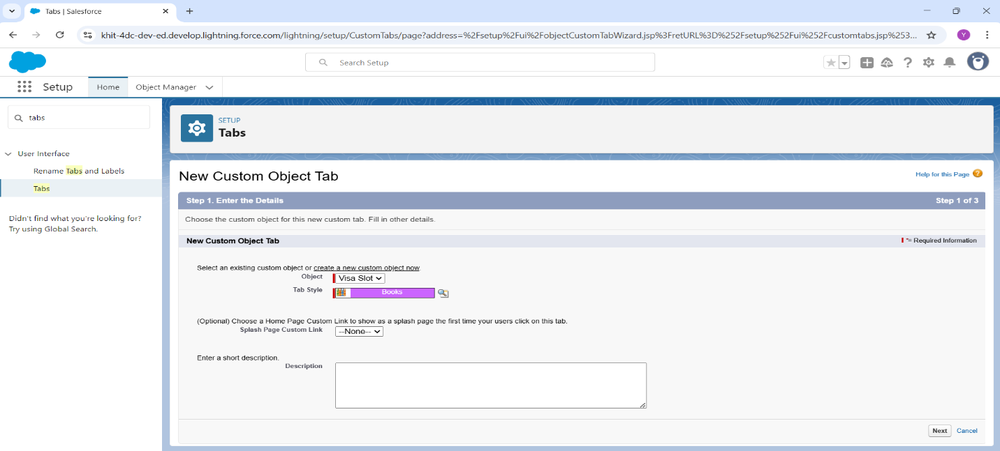 Tabs | Salesforce
khit-4dc-dev-ed.develop.lightning.force.com/lightning/setup/CustomTabs/page?address=%2Fsetup%2Fui%2FobjectCustomTabWizard.jsp%3FretURL%3D%252Fsetup%252Fui%252Fcustomtabs.jsp%253...
Y
Search Setup
Setup
Home
Object Manager
tabs
User Interface
Rename Tabs and Labels
Tabs
Didn't find what you're looking for?
Try using Global Search.
SETUP
Tabs
New Custom Object Tab
Help for this Page ?
Step 1. Enter the Details
Step 1 of 3
Choose the custom object for this new custom tab. Fill in other details.
New Custom Object Tab
*= Required Information
Select an existing custom object or create a new custom object now.
Object
Visa Slot
Tab Style
Books
(Optional) Choose a Home Page Custom Link to show as a splash page the first time your users click on this tab.
Splash Page Custom Link
--None--
Enter a short description.
Description
Next
Cancel